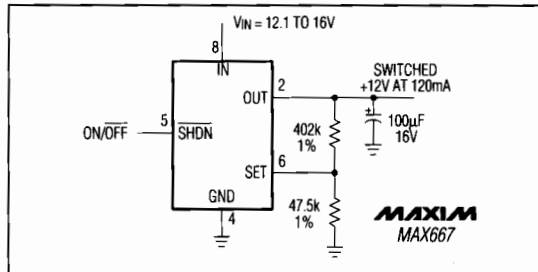 VIN = 12.1 TO 16V
8
IN
2
OUT
SWITCHED
+12V AT 120mA
5
ON/OFF
SHDN
402k
1%
100µF
16V
+
6
SET
GND
4
47.5k
1%
MAXIM
MAX667